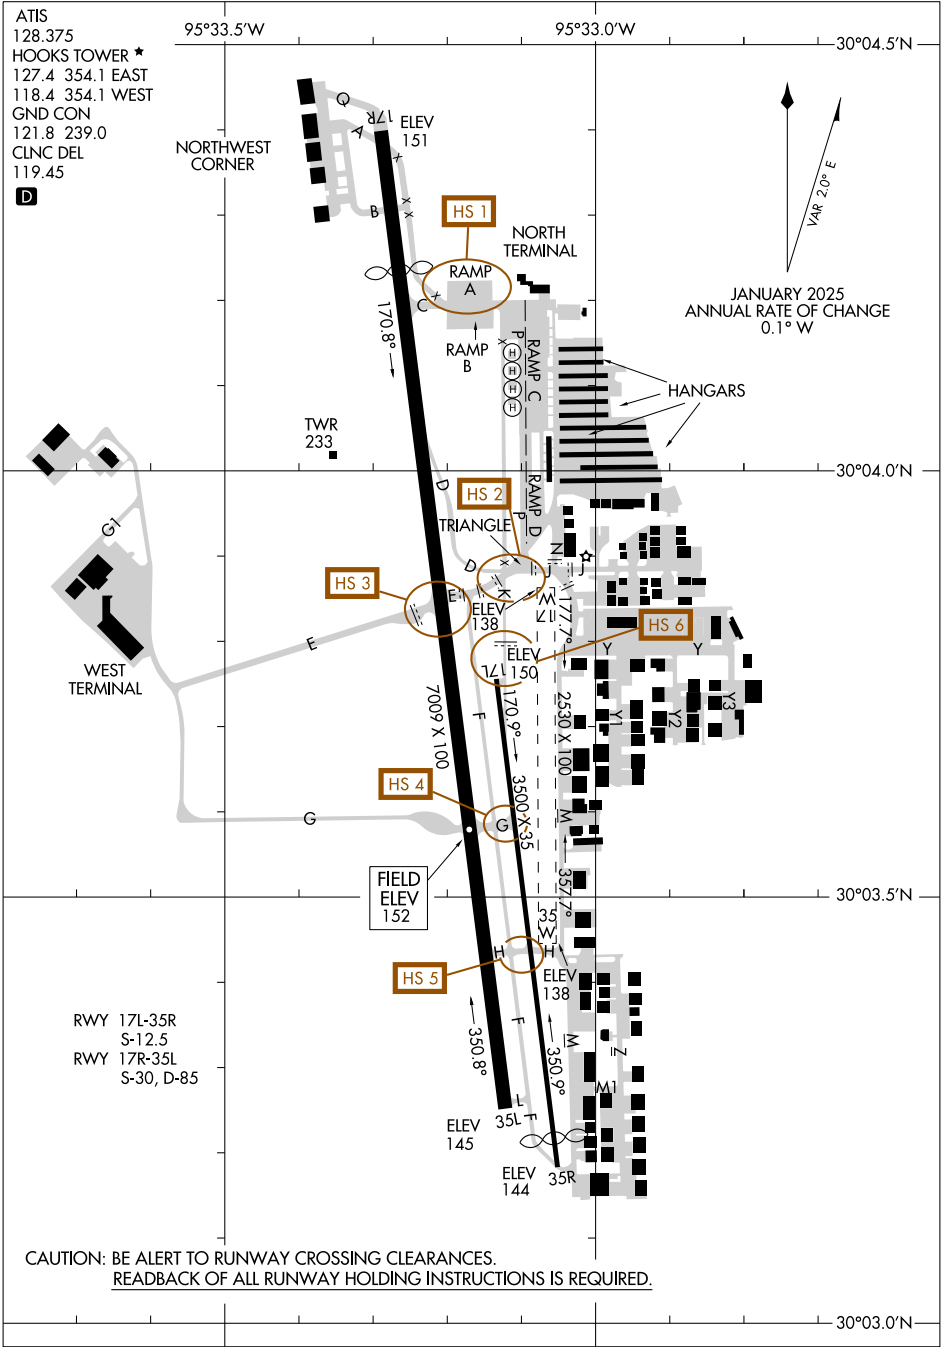 ATIS
128.375
HOOKS TOWER
127.4 354.1 EAST
118.4 354.1 WEST
GND CON
121.8 239.0
CLNC DEL
119.45
D
95°33.5'W
95°33.0'W
30°04.5'N
Q
A
17R
ELEV
151
NORTHWEST
CORNER
B
X
X
X
HS 1
NORTH
TERMINAL
VAR 2.0° E
JANUARY 2025
ANNUAL RATE OF CHANGE
0.1° W
RAMP
A
X
C
RAMP
B
170.8°
P
X
RAMP C
H
H
H
H
HANGARS
TWR
233
30°04.0'N
D
HS 2
RAMP D
P
TRIANGLE
G1
N
J
J
X
D
HS 3
E
K
ELEV
138
17
W
177.7°
HS 6
E
ELEV
150
17L
Y
Y
WEST
TERMINAL
7009 X 100
F
170.9°
2530 X 100
Y1
Y2
Y3
HS 4
3500 X 35
G
G
M
357.7°
FIELD
ELEV
152
30°03.5'N
35
W
H
H
HS 5
ELEV
138
RWY 17L-35R
S-12.5
RWY 17R-35L
S-30, D-85
350.8°
F
350.9°
M
Z
M1
L
F
35L
ELEV
145
ELEV
144
35R
CAUTION: BE ALERT TO RUNWAY CROSSING CLEARANCES.
READBACK OF ALL RUNWAY HOLDING INSTRUCTIONS IS REQUIRED.
30°03.0'N